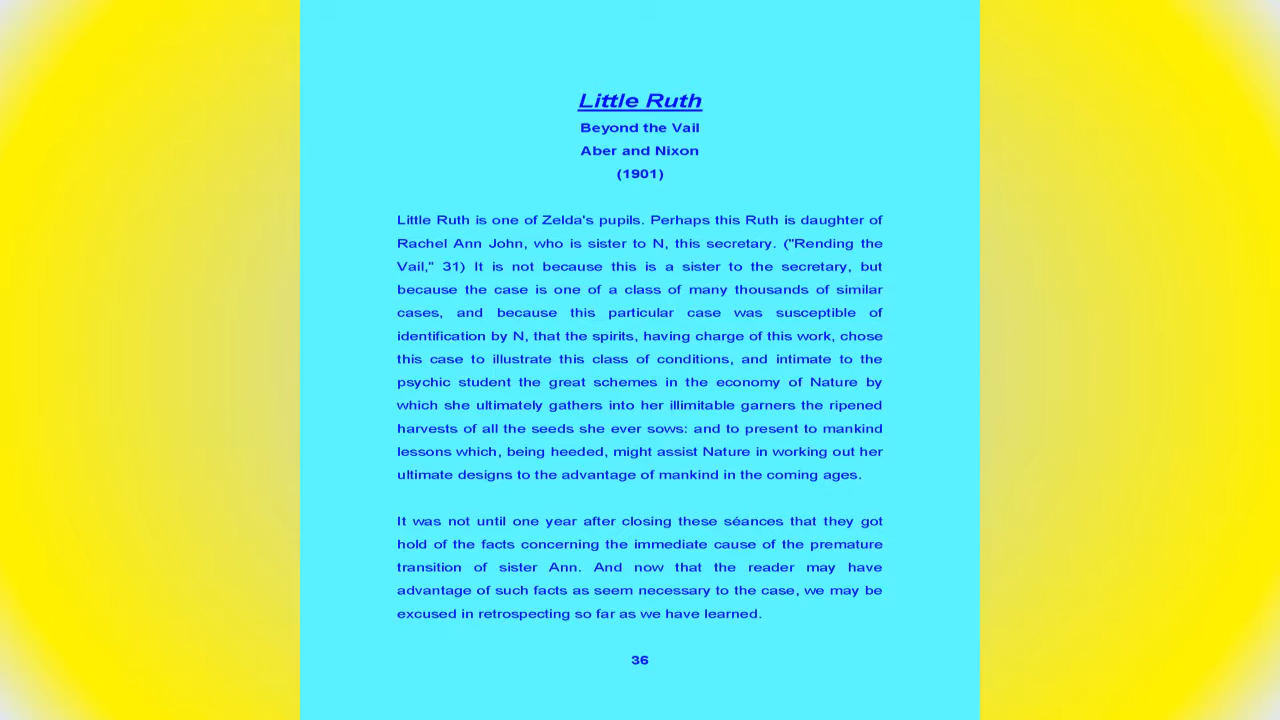 Little Ruth
Beyond the Vail
Aber and Nixon
(1901)
Little Ruth is one of Zelda's pupils. Perhaps this Ruth is daughter of
Rachel Ann John, who is sister to N, this secretary. ("Rending the
Vail," 31) It is not because this is a sister to the secretary, but
because the case is one of a class of many thousands of similar
cases, and because this particular case was susceptible of
identification by N, that the spirits, having charge of this work, chose
this case to illustrate this class of conditions, and intimate to the
psychic student the great schemes in the economy of Nature by
which she ultimately gathers into her illimitable garners the ripened
harvests of all the seeds she ever sows: and to present to mankind
lessons which, being heeded, might assist Nature in working out her
ultimate designs to the advantage of mankind in the coming ages.
It was not until one year after closing these séances that they got
hold of the facts concerning the immediate cause of the premature
transition of sister Ann. And now that the reader may have
advantage of such facts as seem necessary to the case, we may be
excused in retrospecting so far as we have learned.
36